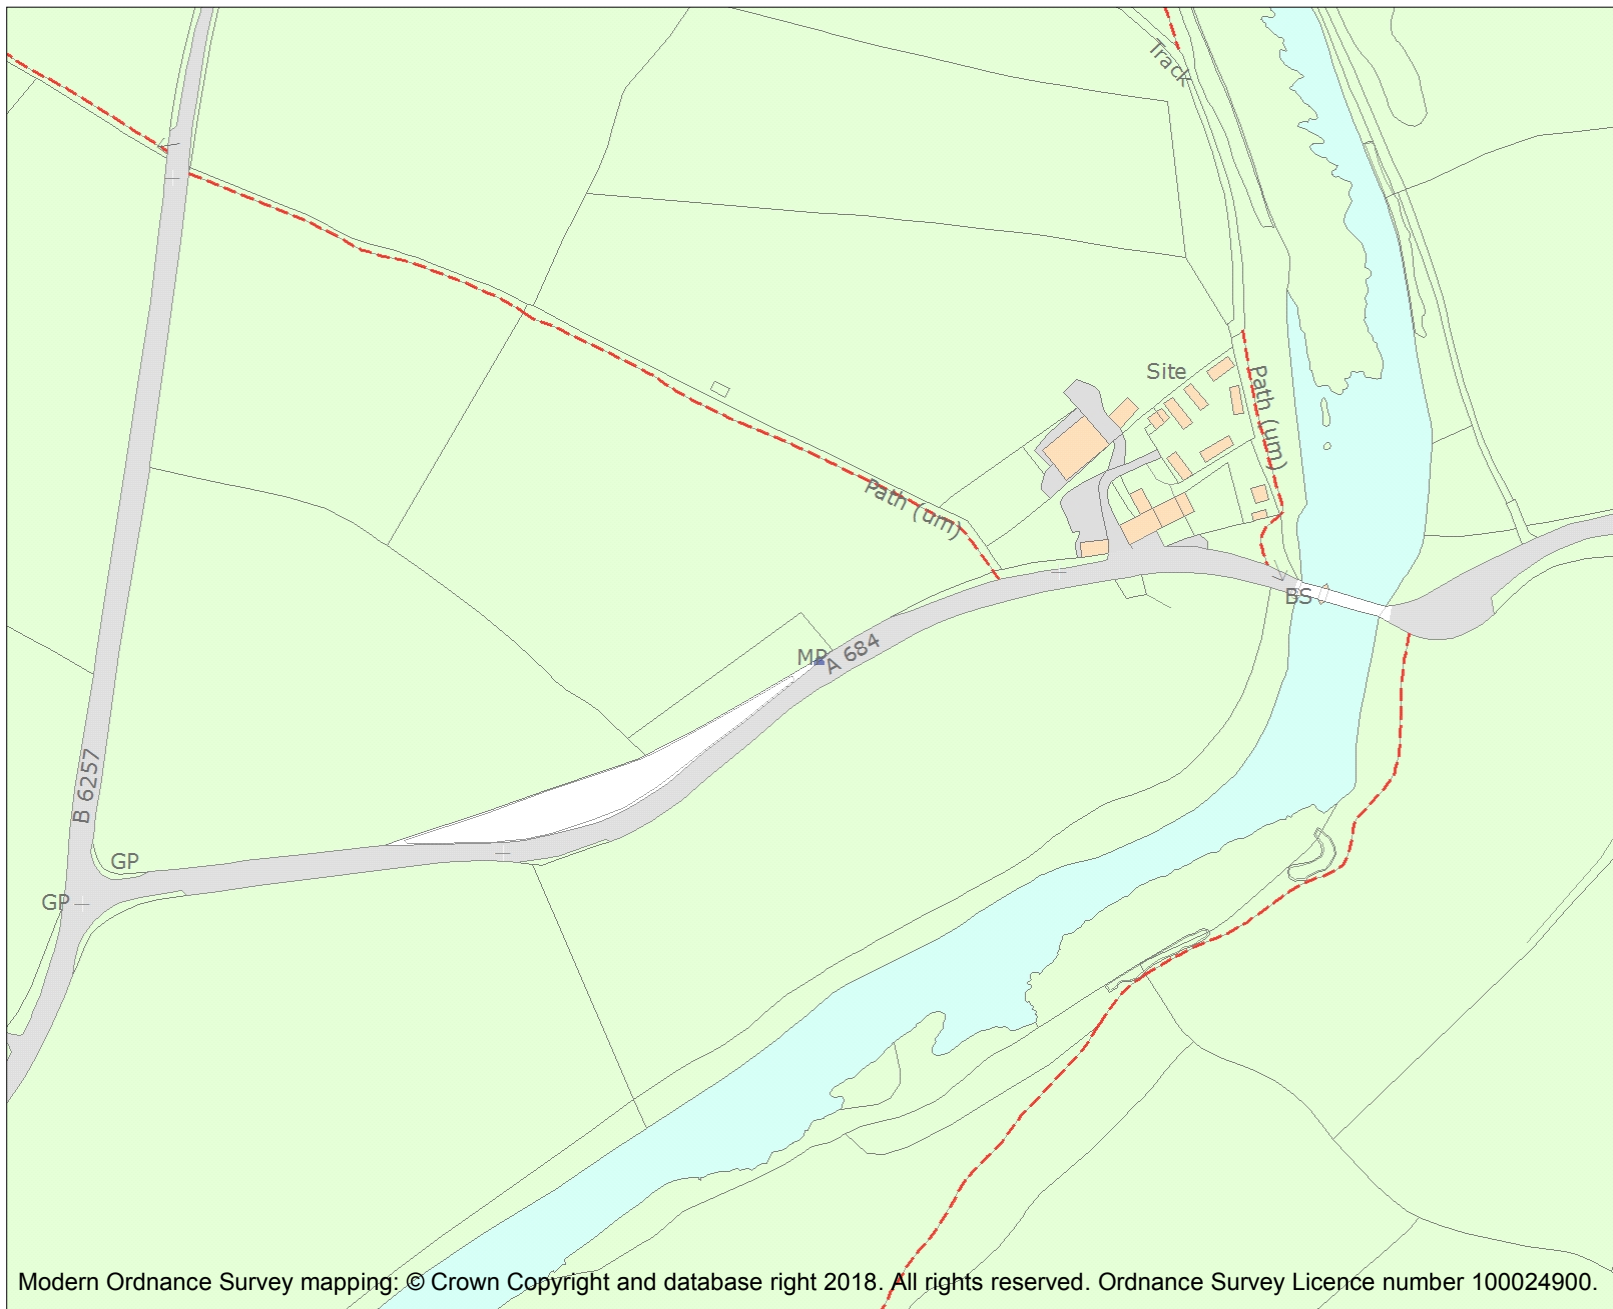 Track
Site
Path (um)
Path (um)
BS
MP
A 684
B 6257
GP
GP
Modern Ordnance Survey mapping: © Crown Copyright and database right 2018. All rights reserved. Ordnance Survey Licence number 100024900.